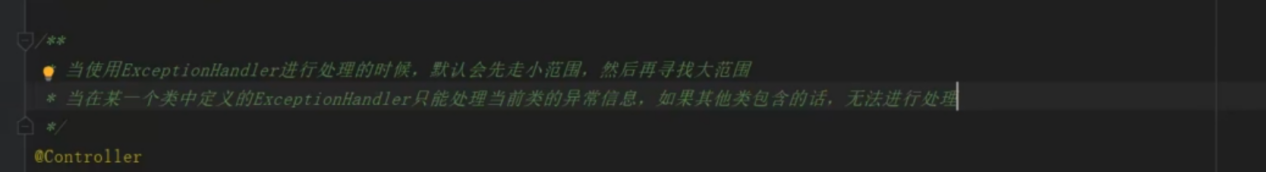 /**
* 当使用ExceptionHandler进行处理的时候，默认会先走小范围，然后再寻找大范围
* 当在某一个类中定义的ExceptionHandler只能处理当前类的异常信息，如果其他类包含的话，无法进行处理
*/
@Controller